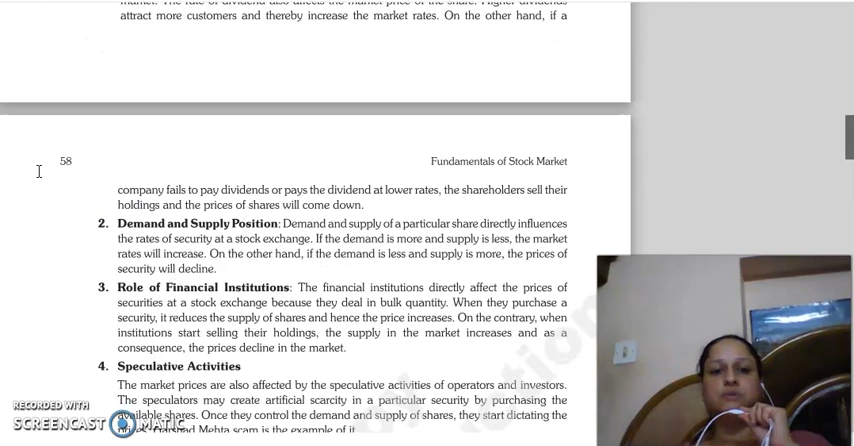 attract more customers and thereby increase the market rates. On the other hand, if a
58
Fundamentals of Stock Market
company fails to pay dividends or pays the dividend at lower rates, the shareholders sell their
holdings and the prices of shares will come down.
2. Demand and Supply Position: Demand and supply of a particular share directly influences
the rates of security at a stock exchange. If the demand is more and supply is less, the market
rates will increase. On the other hand, if the demand is less and supply is more, the prices of
security will decline.
3. Role of Financial Institutions: The financial institutions directly affect the prices of
securities at a stock exchange because they deal in bulk quantity. When they purchase a
security, it reduces the supply of shares and hence the price increases. On the contrary, when
institutions start selling their holdings, the supply in the market increases and as a
consequence, the prices decline in the market.
4. Speculative Activities
The market prices are also affected by the speculative activities of operators and investors.
The speculators may create artificial scarcity in a particular security by purchasing the
available shares. Once they control the demand and supply of shares, they start dictating the
Mehta scam is the example of it
RECORDED WITH
SCREENCAST MATIC